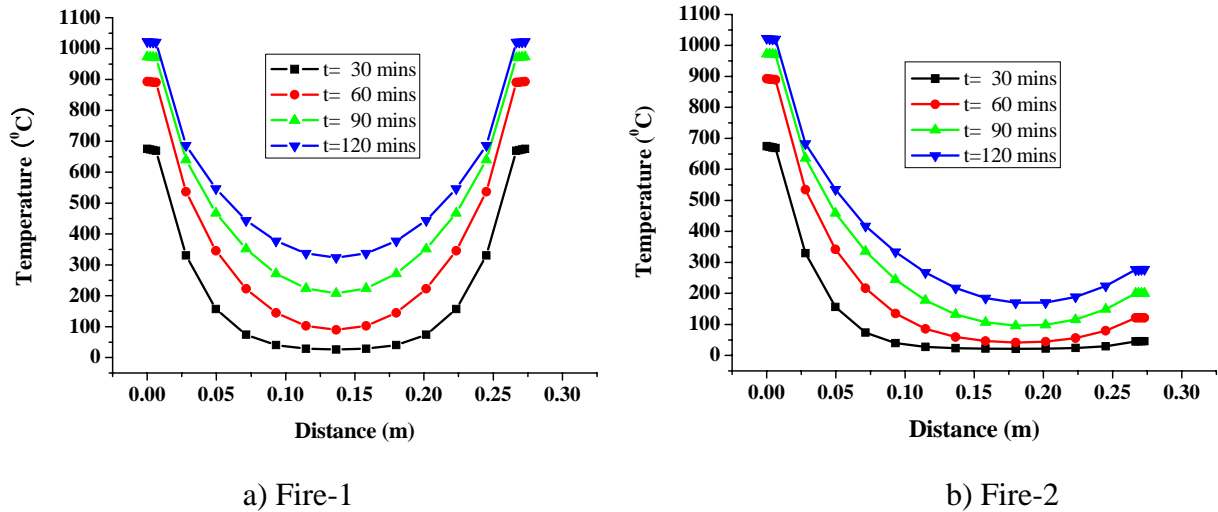 1100
1000
900
800
700
600
500
400
300
200
100
0
Temperature (⁰C)
t= 30 mins
t= 60 mins
t= 90 mins
t=120 mins
0.00 0.05 0.10 0.15 0.20 0.25 0.30
Distance (m)
a) Fire-1
1100
1000
900
800
700
600
500
400
300
200
100
0
Temperature (⁰C)
t= 30 mins
t= 60 mins
t= 90 mins
t=120 mins
0.00 0.05 0.10 0.15 0.20 0.25 0.30
Distance (m)
b) Fire-2